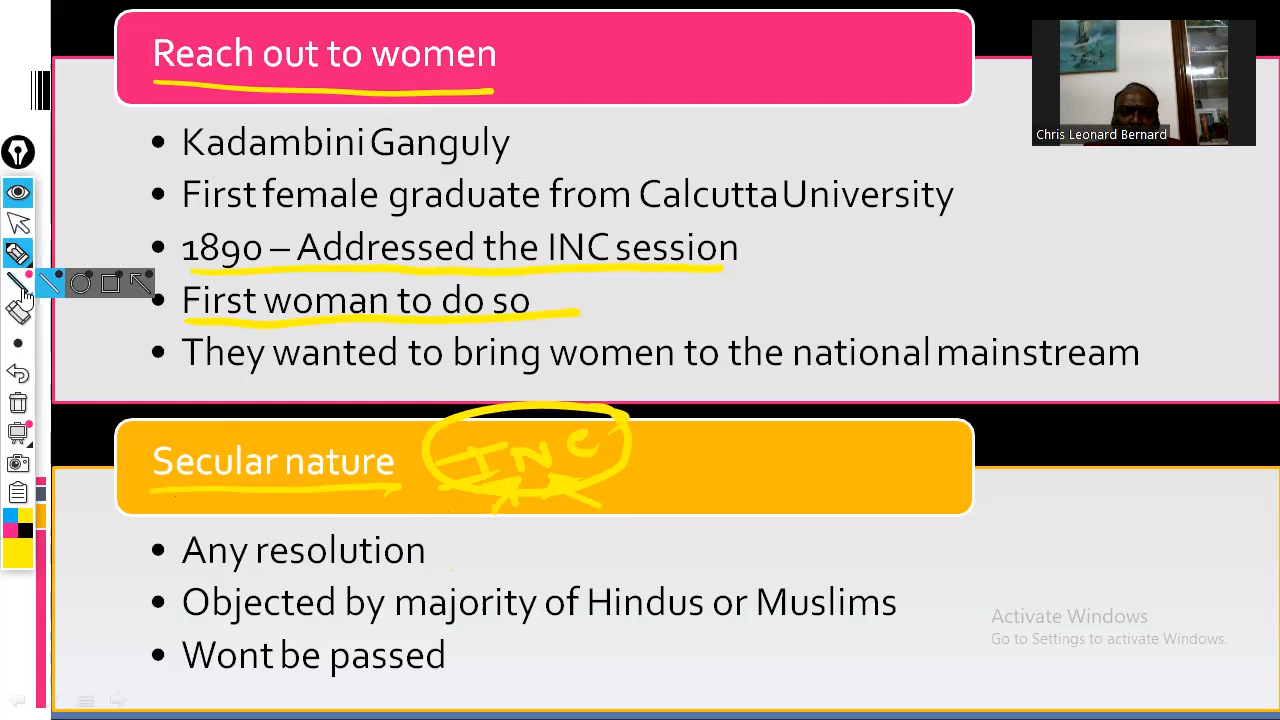 Reach out to women
Chris Leonard Bernard
• Kadambini Ganguly
• First female graduate from Calcutta University
• 1890 – Addressed the INC session
• First woman to do so
• They wanted to bring women to the national mainstream
Secular nature INC
• Any resolution
• Objected by majority of Hindus or Muslims
• Wont be passed
Activate Windows
Go to Settings to activate Windows.